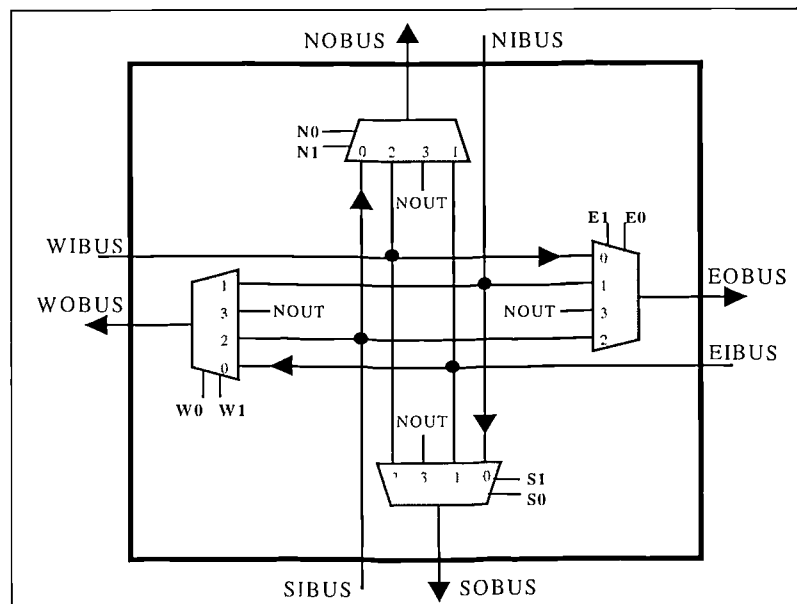 NOBUS NIBUS
N0
N1
0 2 3 1
NOUT
E1 E0
WIBUS
0
EOBUS
1 1
WOBUS
3 NOUT NOUT 3
2 2
EIBUS
0
W0 W1
NOUT
3 1 0
S1
S0
SIBUS SOBUS